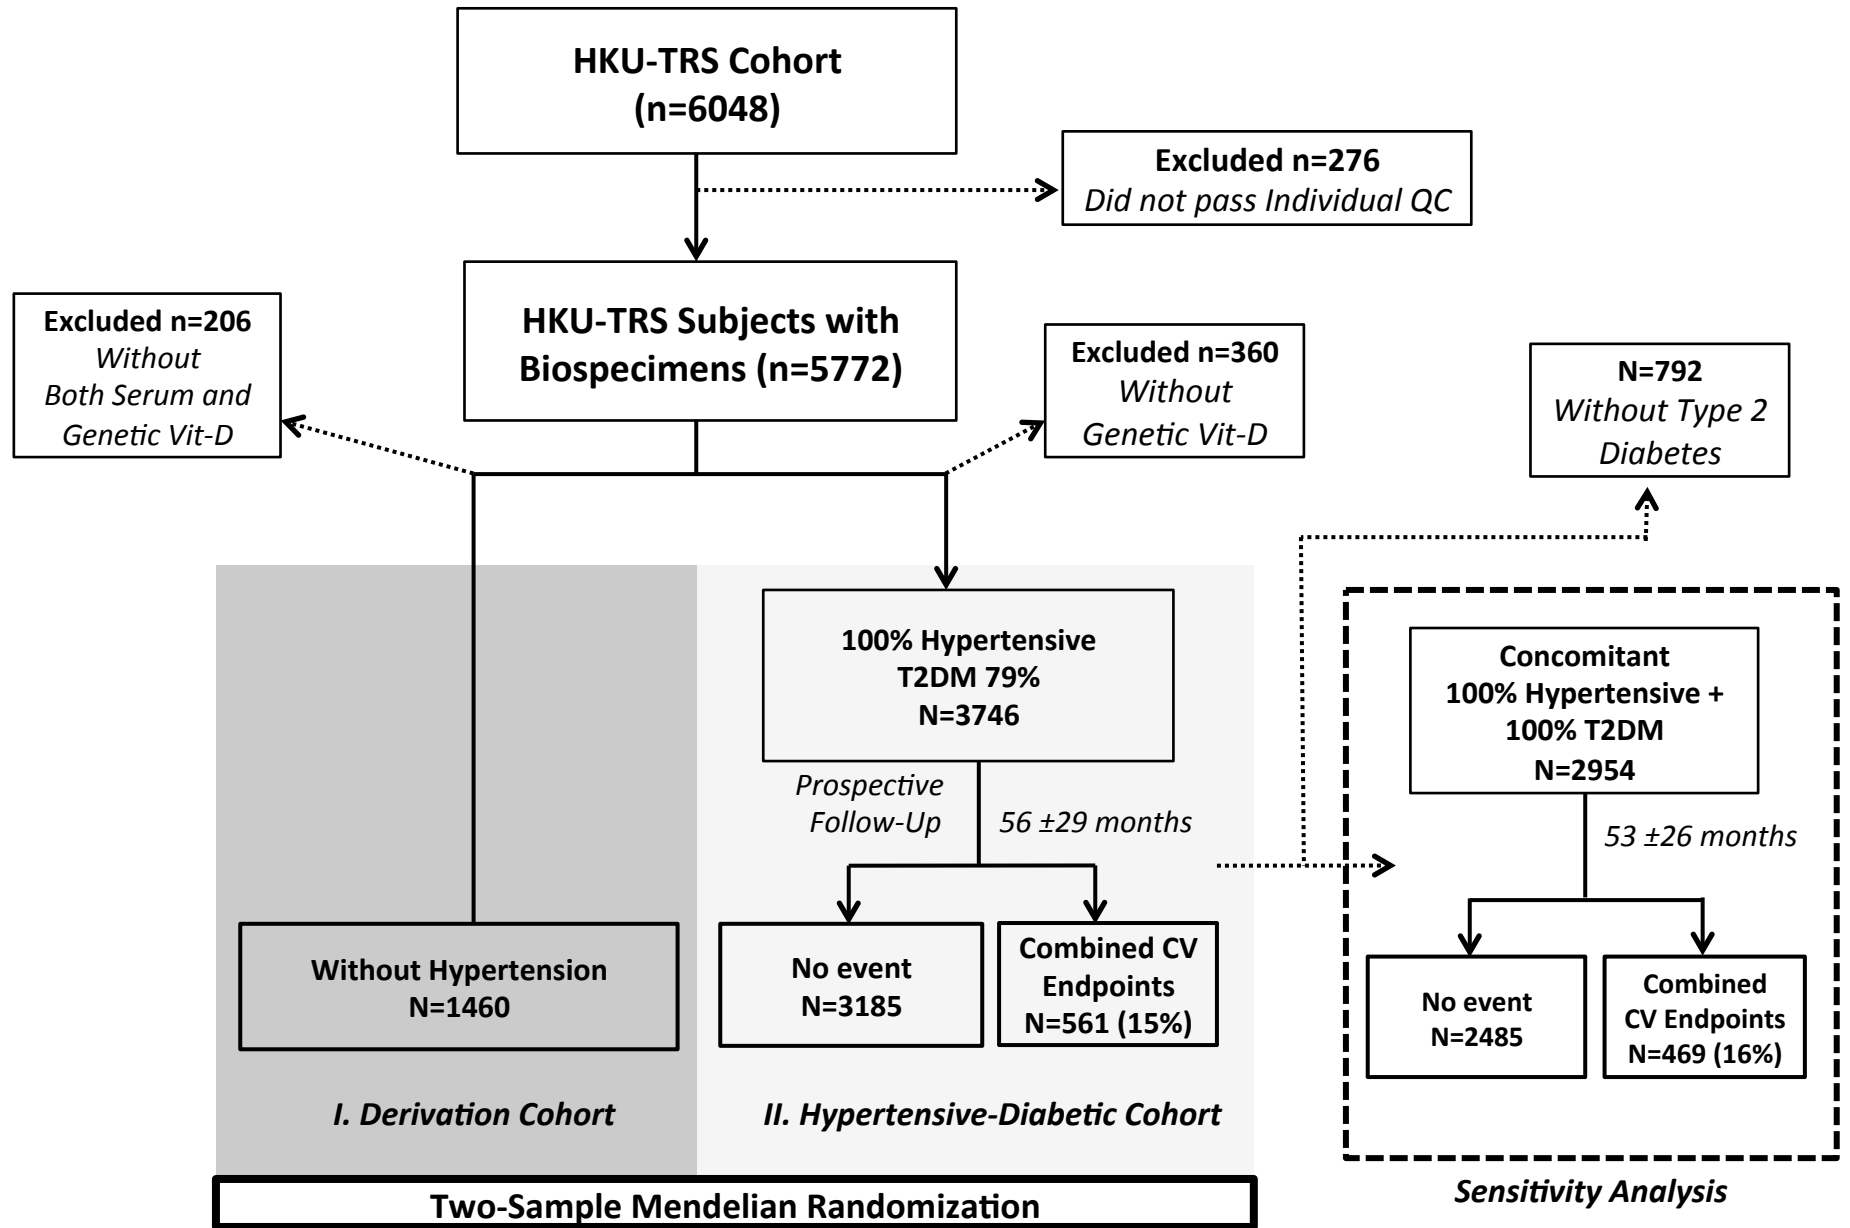 HKU-TRS Cohort
(n=6048)
Excluded n=276
Did not pass Individual QC
HKU-TRS Subjects with
Biospecimens (n=5772)
Excluded n=206
Without
Both Serum and
Genetic Vit-D
Excluded n=360
Without
Genetic Vit-D
N=792
Without Type 2
Diabetes
100% Hypertensive
T2DM 79%
N=3746
Prospective
Follow-Up
56 ±29 months
Concomitant
100% Hypertensive +
100% T2DM
N=2954
53 ±26 months
Without Hypertension
N=1460
No event
N=3185
Combined CV
Endpoints
N=561 (15%)
No event
N=2485
Combined
CV Endpoints
N=469 (16%)
I. Derivation Cohort
II. Hypertensive-Diabetic Cohort
Two-Sample Mendelian Randomization
Sensitivity Analysis